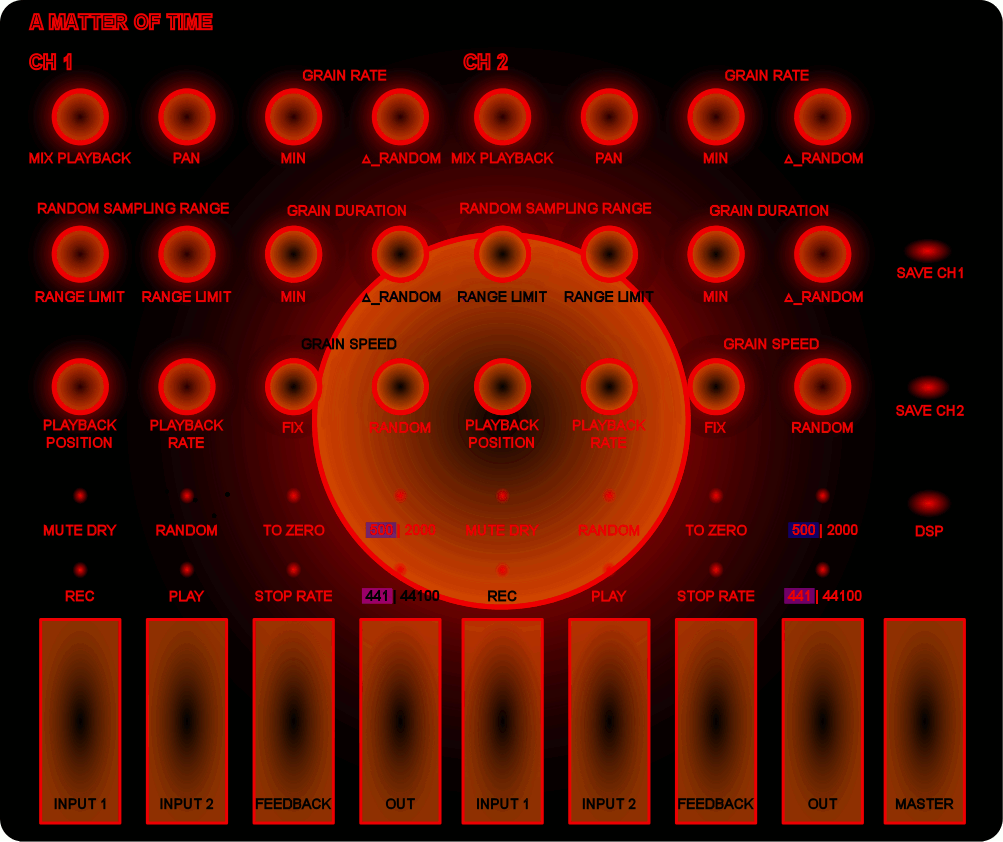 A MATTER OF TIME
CH 1 CH 2
GRAIN RATE GRAIN RATE
MIX PLAYBACK PAN MIN Δ_RANDOM MIX PLAYBACK PAN MIN Δ_RANDOM
RANDOM SAMPLING RANGE GRAIN DURATION RANDOM SAMPLING RANGE GRAIN DURATION
SAVE CH1
RANGE LIMIT RANGE LIMIT MIN Δ_RANDOM RANGE LIMIT RANGE LIMIT MIN Δ_RANDOM
GRAIN SPEED GRAIN SPEED
SAVE CH2
PLAYBACK PLAYBACK FIX RANDOM PLAYBACK PLAYBACK FIX RANDOM
POSITION RATE POSITION RATE
MUTE DRY RANDOM TO ZERO 500 | 2000 MUTE DRY RANDOM TO ZERO 500 | 2000 DSP
REC PLAY STOP RATE 441 | 44100 REC PLAY STOP RATE 441 | 44100
INPUT 1 INPUT 2 FEEDBACK OUT INPUT 1 INPUT 2 FEEDBACK OUT MASTER